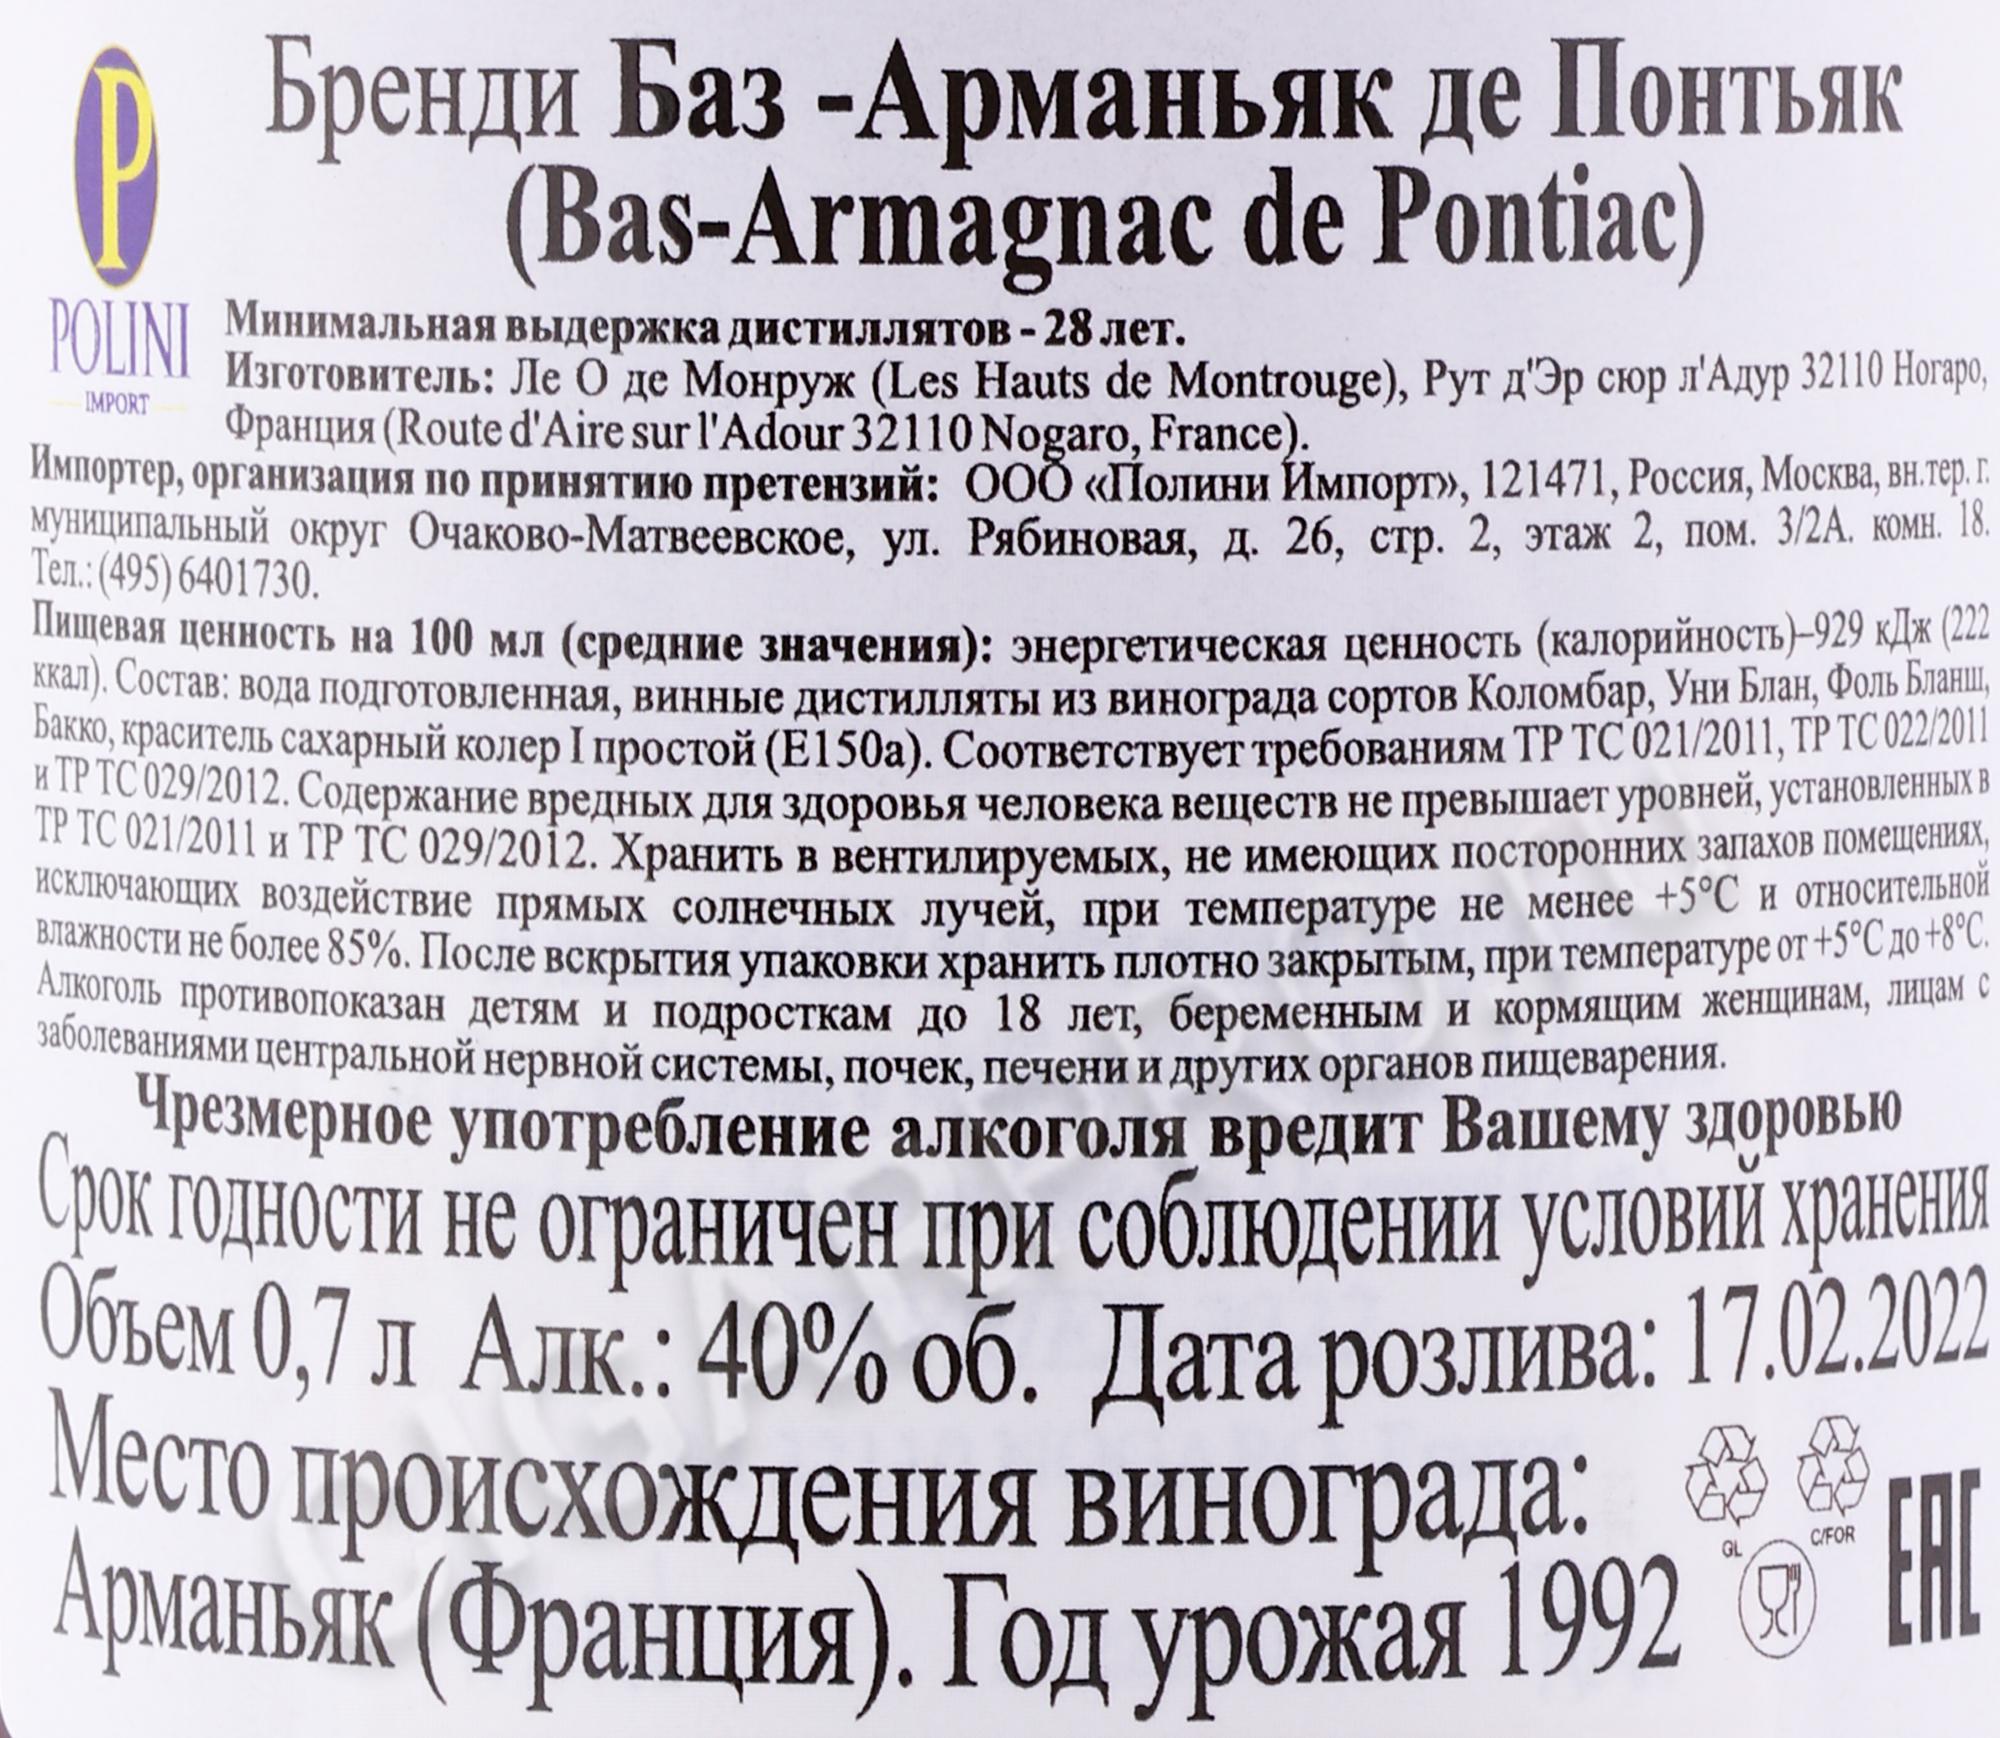 P
POLINI
IMPORT
Бренди Баз -Арманьяк де Понтьяк
(Bas-Armagnac de Pontiac)
Минимальная выдержка дистиллятов - 28 лет.
Изготовитель: Ле О де Монруж (Les Hauts de Montrouge), Рут д'Эр сюр л'Адур 32110 Ногаро,
Франция (Route d'Aire sur l'Adour 32110 Nogaro, France).
Импортер, организация по принятию претензий: ООО «Полини Импорт», 121471, Россия, Москва, вн.тер. г.
муниципальный округ Очаково-Матвеевское, ул. Рябиновая, д. 26, стр. 2, этаж 2, пом. 3/2А. комн. 18.
Тел.: (495) 6401730.
Пищевая ценность на 100 мл (средние значения): энергетическая ценность (калорийность)–929 кДж (222
ккал). Состав: вода подготовленная, винные дистилляты из винограда сортов Коломбар, Уни Блан, Фоль Бланш,
Бакко, краситель сахарный колер I простой (Е150а). Соответствует требованиям ТР ТС 021/2011, ТР ТС 022/2011
и ТР ТС 029/2012. Содержание вредных для здоровья человека веществ не превышает уровней, установленных в
ТР ТС 021/2011 и ТР ТС 029/2012. Хранить в вентилируемых, не имеющих посторонних запахов помещениях,
исключающих воздействие прямых солнечных лучей, при температуре не менее +5°С и относительной
влажности не более 85%. После вскрытия упаковки хранить плотно закрытым, при температуре от +5°С до +8°С.
Алкоголь противопоказан детям и подросткам до 18 лет, беременным и кормящим женщинам, лицам с
заболеваниями центральной нервной системы, почек, печени и других органов пищеварения.
Чрезмерное употребление алкоголя вредит Вашему здоровью
Срок годности не ограничен при соблюдении условий хранения
Объем 0,7 л Алк.: 40% об. Дата розлива: 17.02.2022
Место происхождения винограда:
Арманьяк (Франция). Год урожая 1992
GL
C/FOR
EAC
CIGARPRO.ru